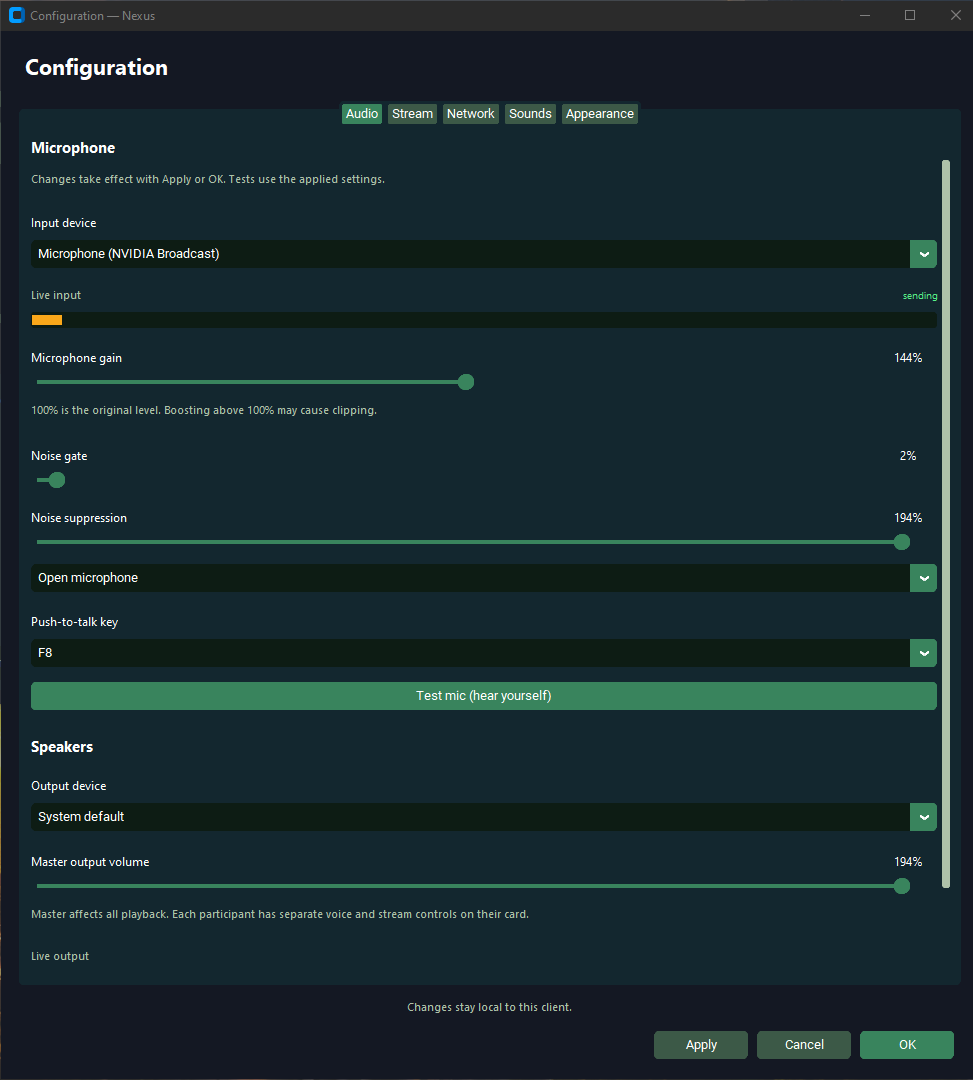 Configuration — Nexus
Configuration
Audio Stream Network Sounds Appearance
Microphone
Changes take effect with Apply or OK. Tests use the applied settings.
Input device
Microphone (NVIDIA Broadcast)
Live input sending
Microphone gain 144%
100% is the original level. Boosting above 100% may cause clipping.
Noise gate 2%
Noise suppression 194%
Open microphone
Push-to-talk key
F8
Test mic (hear yourself)
Speakers
Output device
System default
Master output volume 194%
Master affects all playback. Each participant has separate voice and stream controls on their card.
Live output
Changes stay local to this client.
Apply Cancel OK